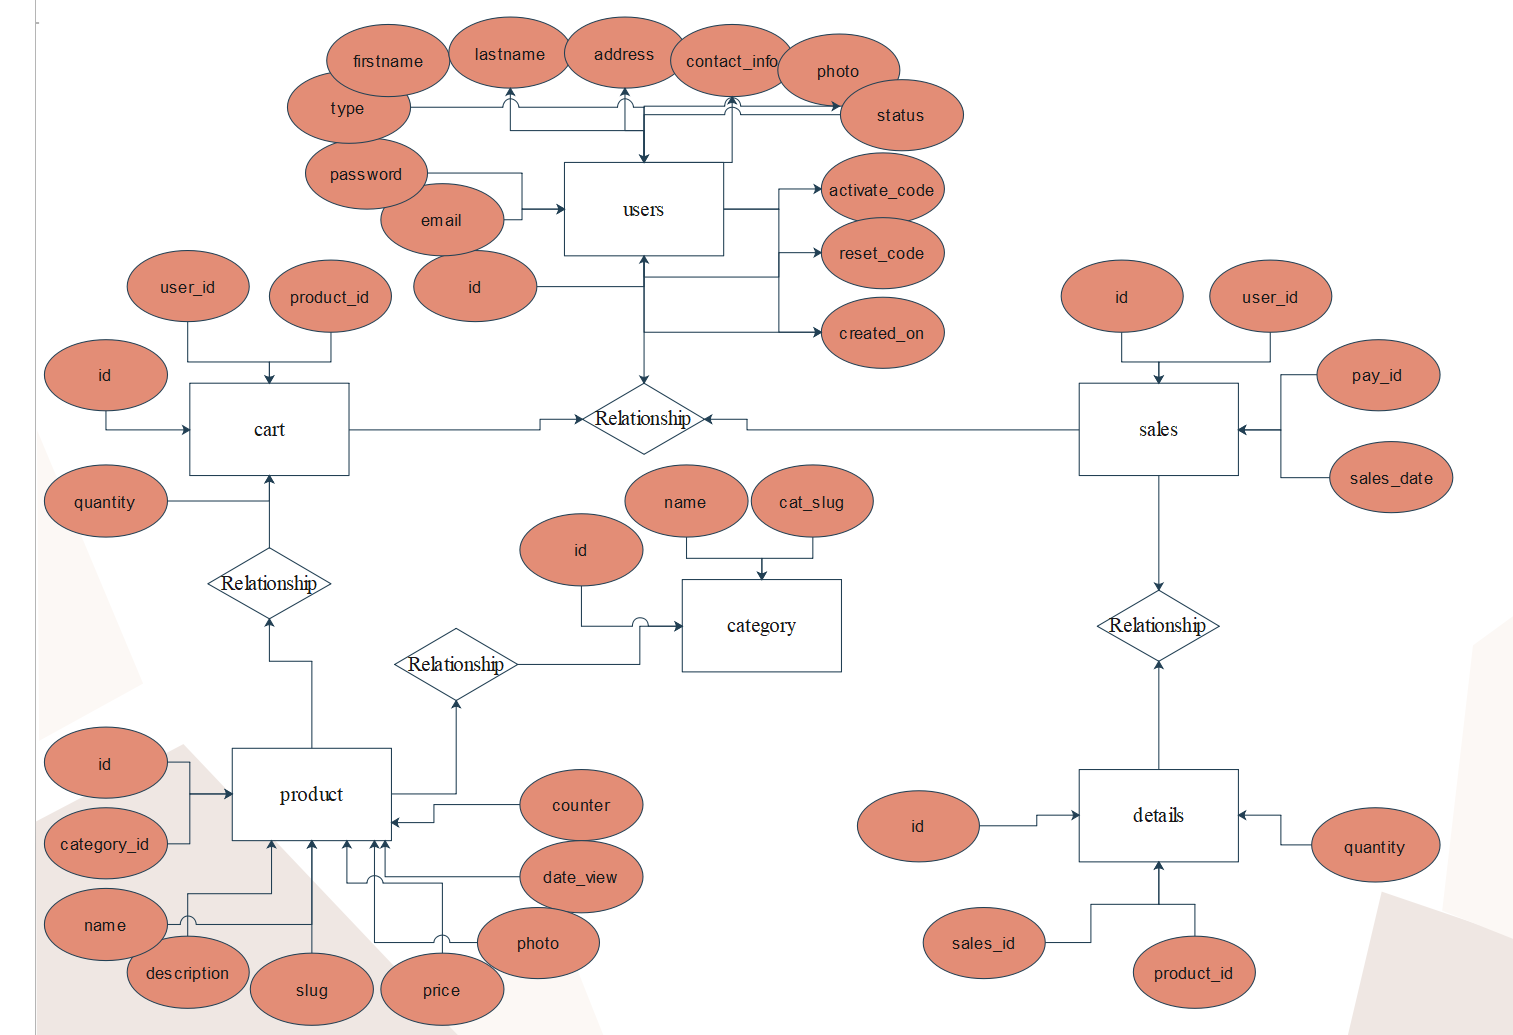 firstname
lastname
address
contact_info
photo
type
status
password
activate_code
users
email
reset_code
id
created_on
user_id
product_id
id
cart
quantity
Relationship
id
user_id
pay_id
sales
sales_date
name
cat_slug
id
category
Relationship
Relationship
Relationship
id
product
category_id
name
description
slug
price
photo
date_view
counter
id
details
quantity
sales_id
product_id